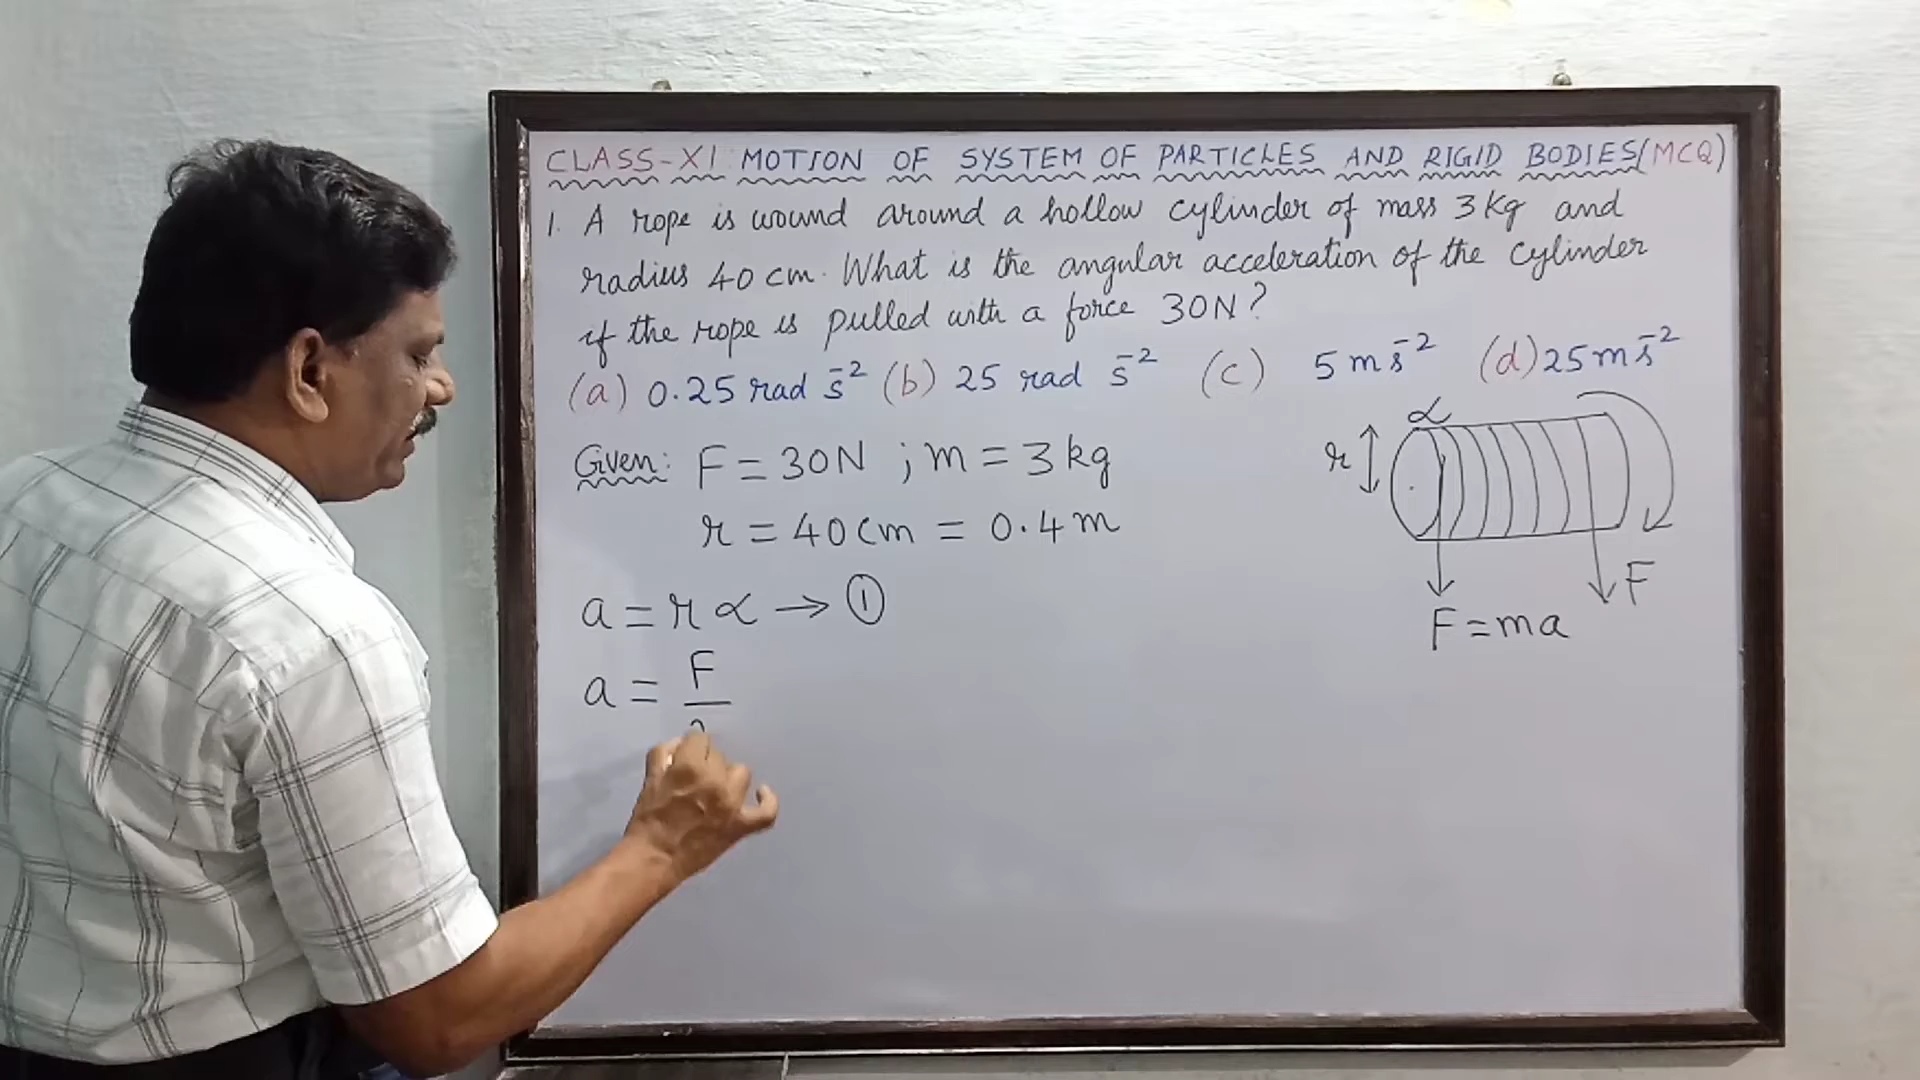 CLASS-XI MOTION OF SYSTEM OF PARTICLES AND RIGID BODIES(MCQ)
1. A rope is wound around a hollow cylinder of mass 3 kg and
radius 40 cm. What is the angular acceleration of the cylinder
if the rope is pulled with a force 30N?
(a) 0.25 rad s⁻² (b) 25 rad s⁻² (c) 5 m s⁻² (d) 25 m s⁻²
Given: F = 30N ; m = 3 kg
r = 40 cm = 0.4 m
a = r α → ①
a = F
α
r
F
F = ma